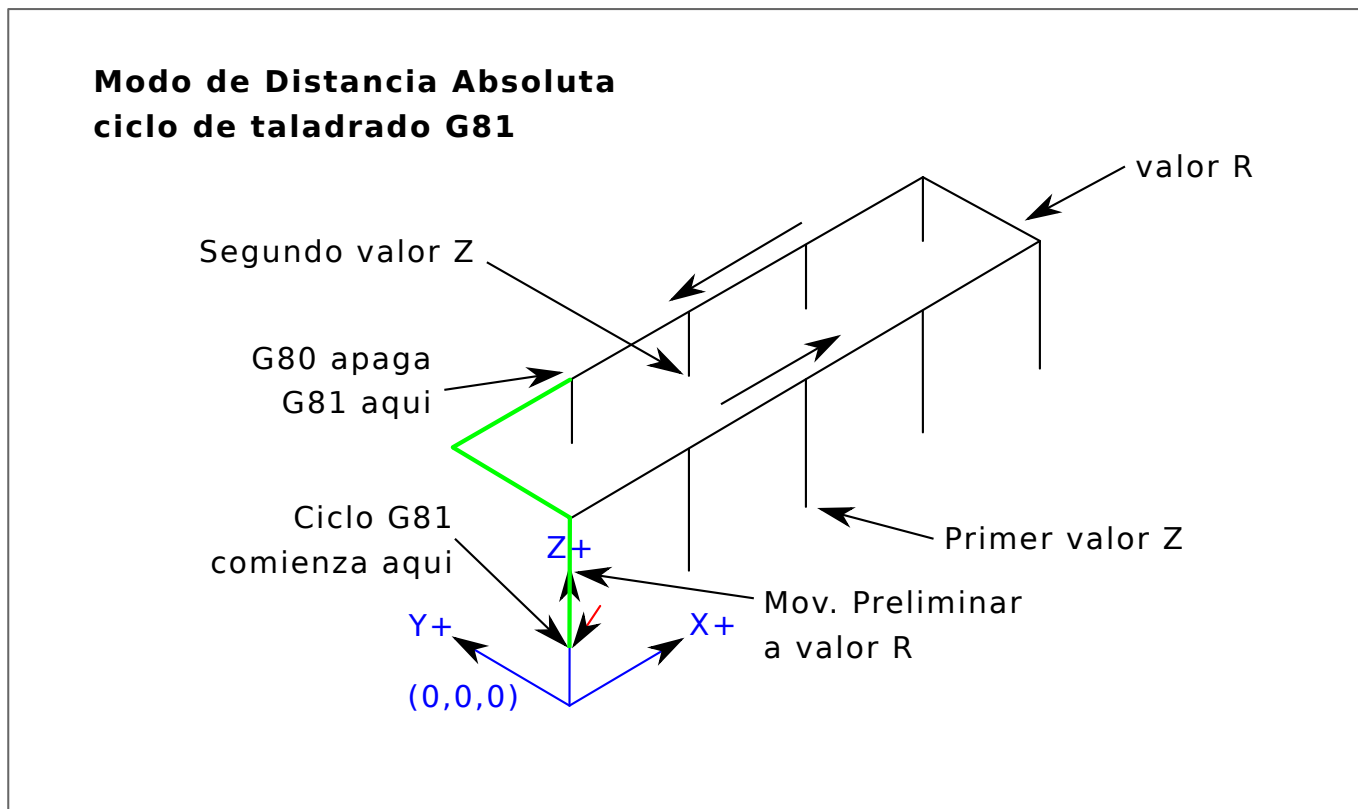 Modo de Distancia Absoluta
ciclo de taladrado G81
valor R
Segundo valor Z
G80 apaga
G81 aqui
Ciclo G81
comienza aqui
Z+
Primer valor Z
Mov. Preliminar
a valor R
Y+
X+
(0,0,0)